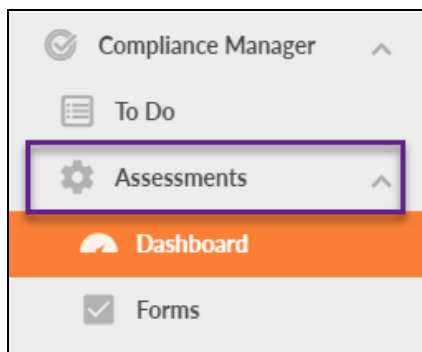 Compliance Manager
To Do
Assessments
Dashboard
Forms